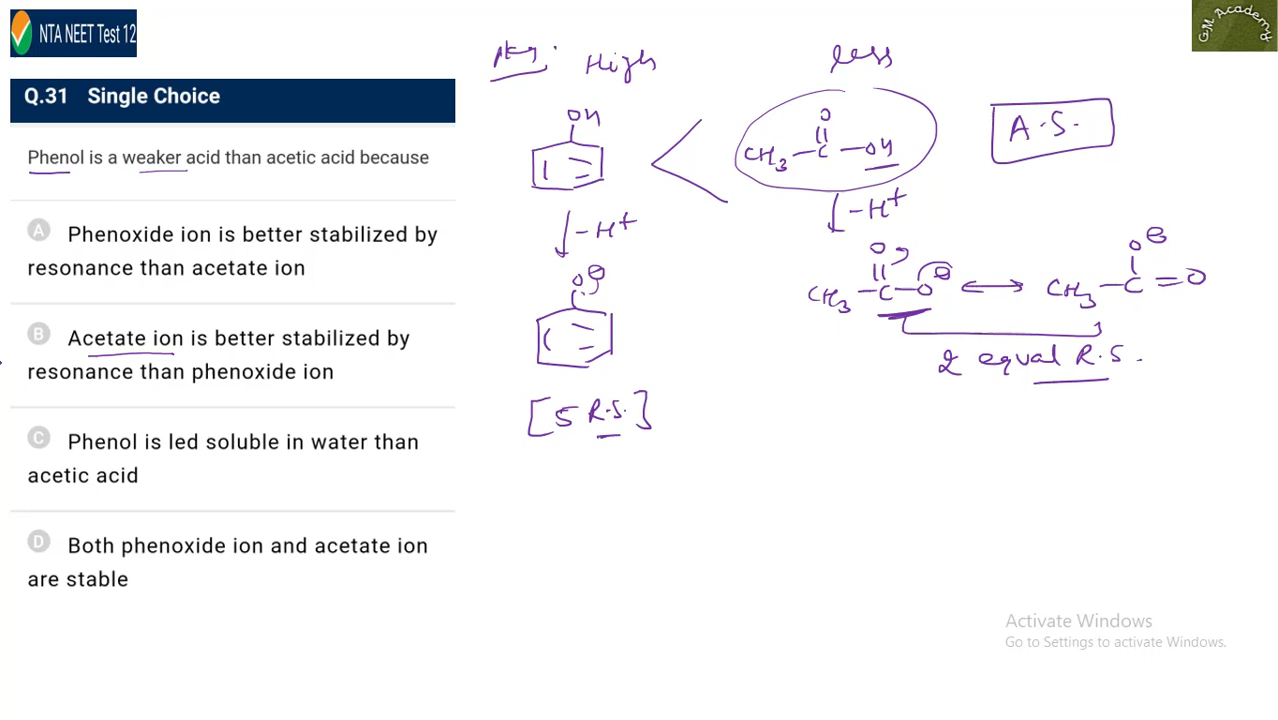 NTA NEET Test 12
G.M Academy
Q.31 Single Choice
Phenol is a weaker acid than acetic acid because
A Phenoxide ion is better stabilized by
resonance than acetate ion
B Acetate ion is better stabilized by
resonance than phenoxide ion
C Phenol is led soluble in water than
acetic acid
D Both phenoxide ion and acetate ion
are stable
High
less
OH
O
CH3 – C – OH
A.S.
-H+
-H+
O⊖
O
CH3 – C – O⊖ ⟷ CH3 – C = O
O⊖
2 equal R.S.
[5 R.S.]
Activate Windows
Go to Settings to activate Windows.